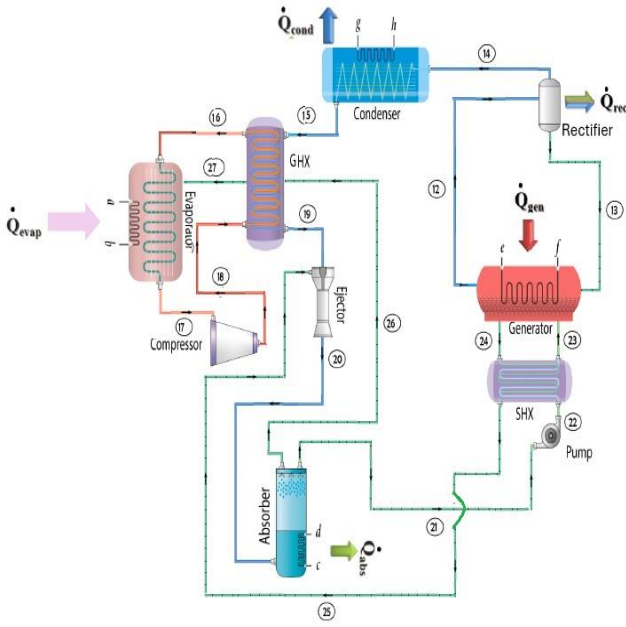 Q̇cond
g h
14
Condenser
Q̇rec
Rectifier
16
15
GHX
27
12
13
Q̇gen
a
Evaporator
Q̇evap
b
19
e f
18
Ejector
26
Generator
17
Compressor
24
23
20
SHX
22
Pump
Absorber
d
21
Q̇abs
c
25